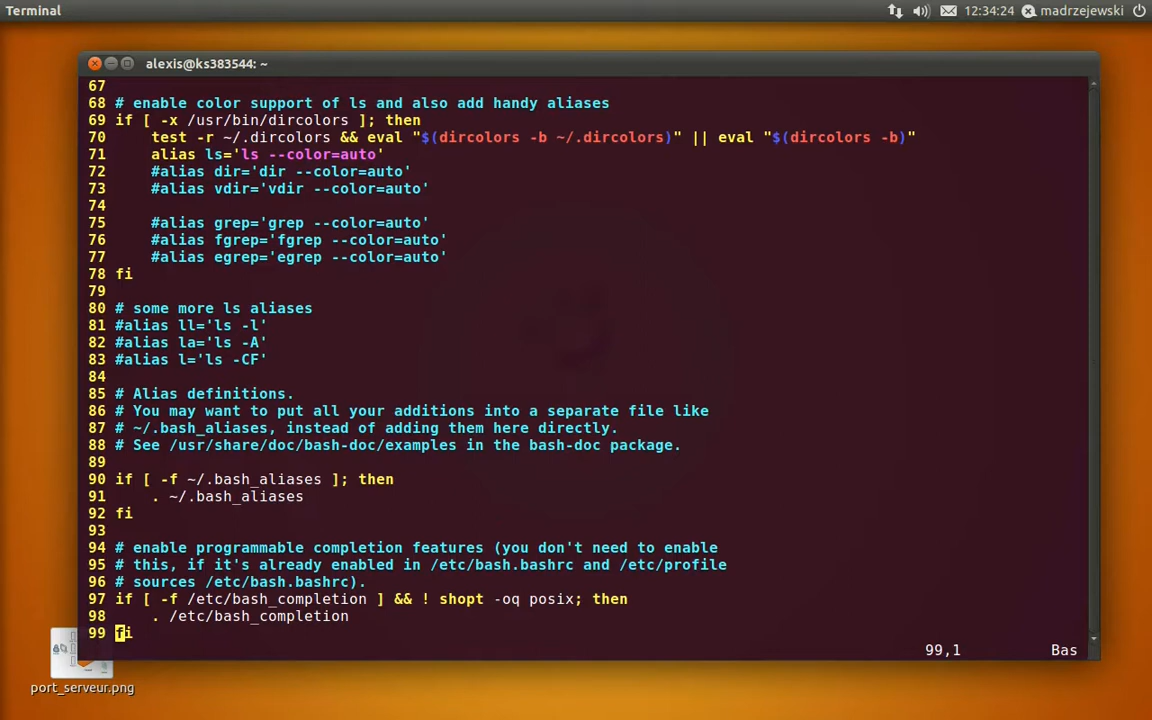 Terminal
12:34:24 madrzejewski
alexis@ks383544: ~
67
68 # enable color support of ls and also add handy aliases
69 if [ -x /usr/bin/dircolors ]; then
70     test -r ~/.dircolors && eval "$(dircolors -b ~/.dircolors)" || eval "$(dircolors -b)"
71     alias ls='ls --color=auto'
72     #alias dir='dir --color=auto'
73     #alias vdir='vdir --color=auto'
74
75     #alias grep='grep --color=auto'
76     #alias fgrep='fgrep --color=auto'
77     #alias egrep='egrep --color=auto'
78 fi
79
80 # some more ls aliases
81 #alias ll='ls -l'
82 #alias la='ls -A'
83 #alias l='ls -CF'
84
85 # Alias definitions.
86 # You may want to put all your additions into a separate file like
87 # ~/.bash_aliases, instead of adding them here directly.
88 # See /usr/share/doc/bash-doc/examples in the bash-doc package.
89
90 if [ -f ~/.bash_aliases ]; then
91     . ~/.bash_aliases
92 fi
93
94 # enable programmable completion features (you don't need to enable
95 # this, if it's already enabled in /etc/bash.bashrc and /etc/profile
96 # sources /etc/bash.bashrc).
97 if [ -f /etc/bash_completion ] && ! shopt -oq posix; then
98     . /etc/bash_completion
99 fi
99,1 Bas
port_serveur.png